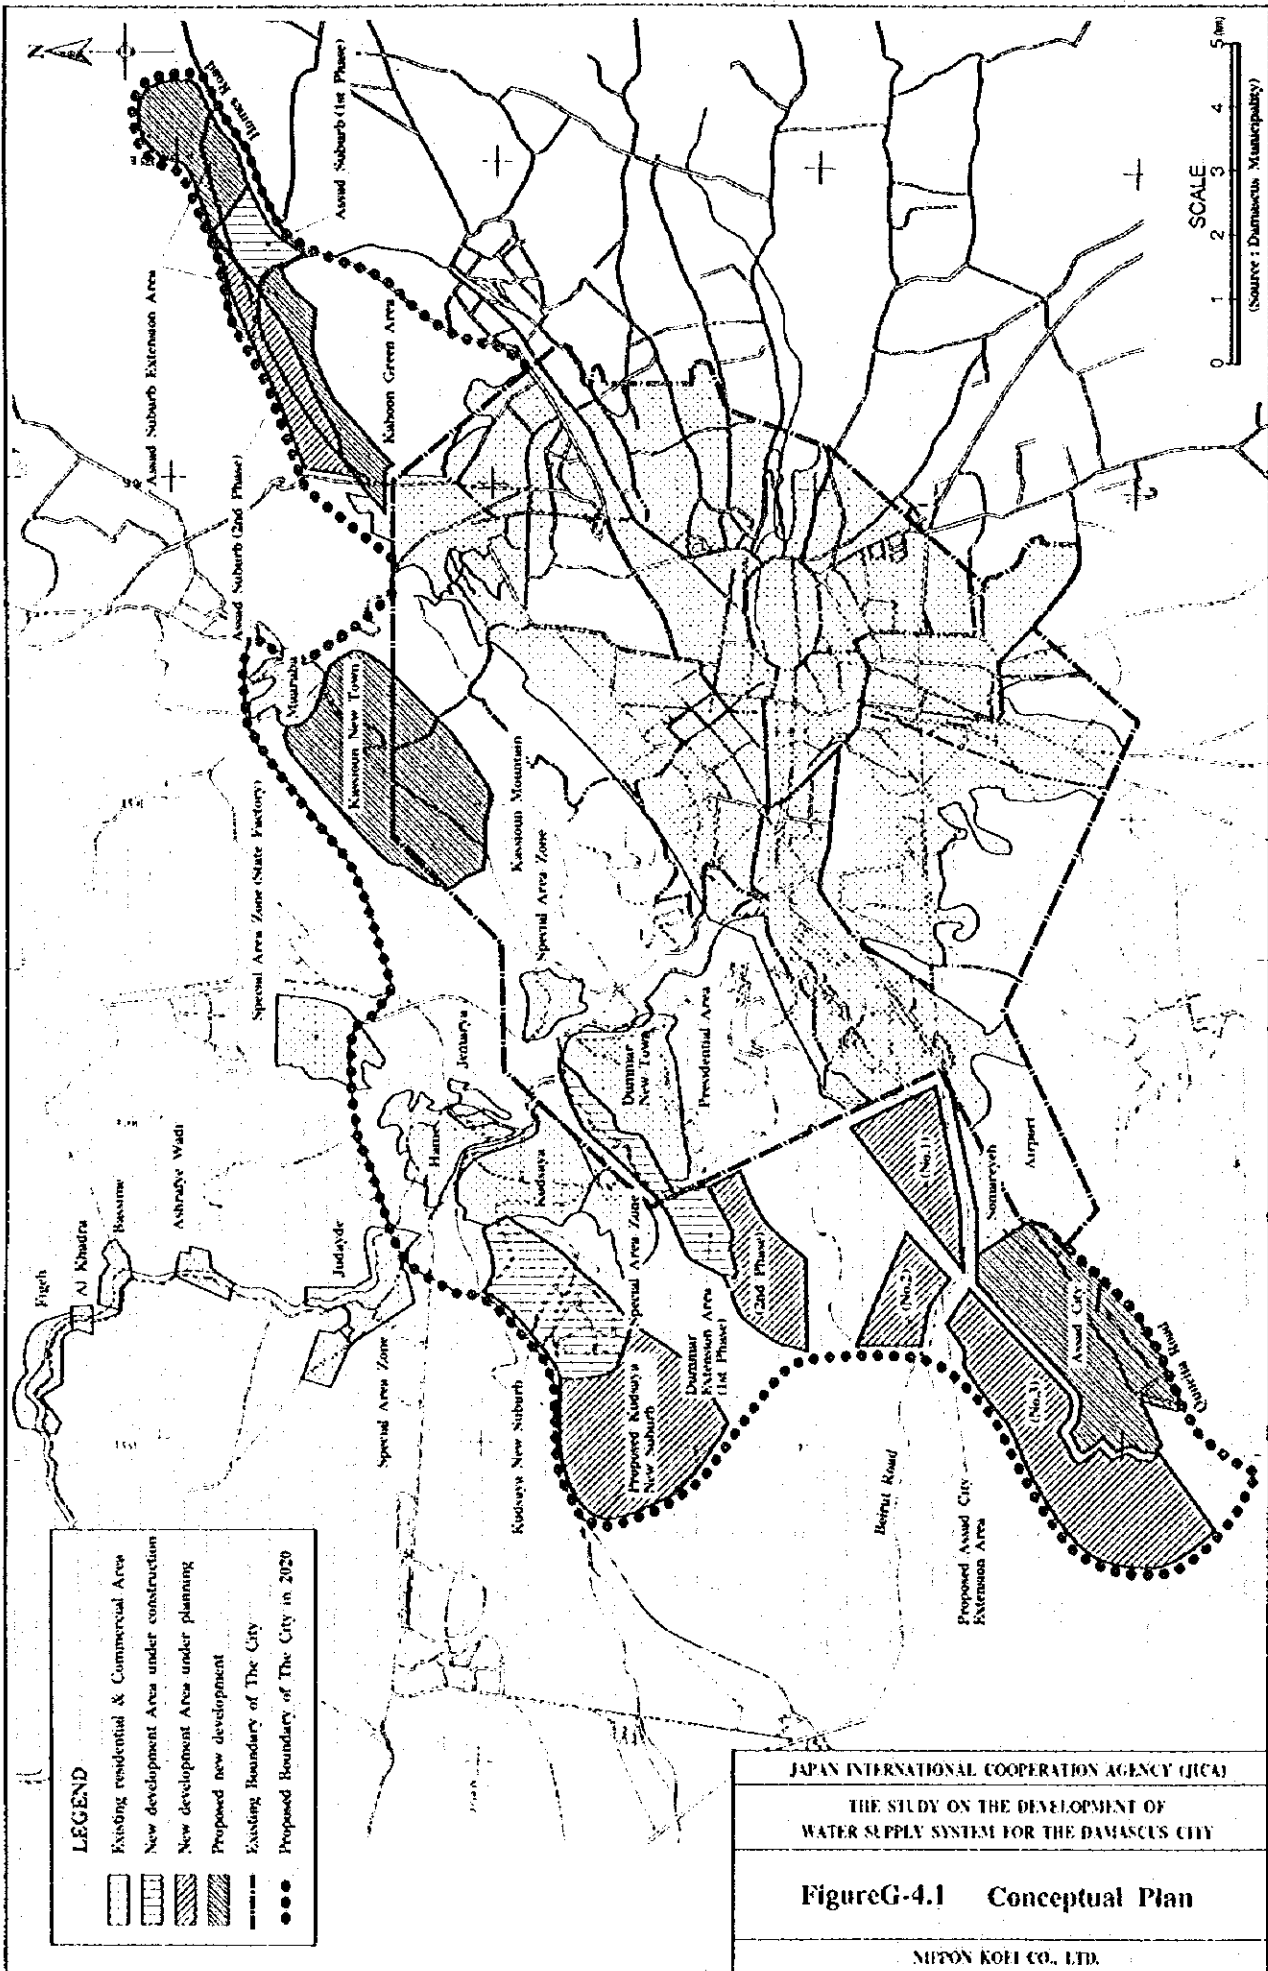 LEGEND
Existing residential & Commercial Area
New development Area under construction
New development Area under planning
Proposed new development
Existing Boundary of The City
Proposed Boundary of The City in 2020
N
Figeh
Al Khadra
Bassime
Ashrafye Wadi
Judayde
Special Area Zone
Special Area Zone (State Factory)
Hame
Jemarya
Kudsaya
Kudsaya New Suburb
Proposed Kudsaya
New Suburb
Special Area Zone
Dummar
Extension Area
(1st Phase)
(2nd Phase)
Dummar
New Town
Presidential Area
Special Area Zone
Kassioun Mountain
Kassioun New Town
Assad Suburb (2nd Phase)
Assad Suburb Extension Area
Kaboon Green Area
Assad Suburb (1st Phase)
Homes Road
Beirut Road
Proposed Assad City
Extension Area
(No.1)
(No.2)
(No.3)
Assad City
Airport
SCALE
0 1 2 3 4 5 (km)
(Source : Damascus Municipality)
JAPAN INTERNATIONAL COOPERATION AGENCY (JICA)
THE STUDY ON THE DEVELOPMENT OF
WATER SUPPLY SYSTEM FOR THE DAMASCUS CITY
FigureG-4.1 Conceptual Plan
NIPPON KOEI CO., LTD.